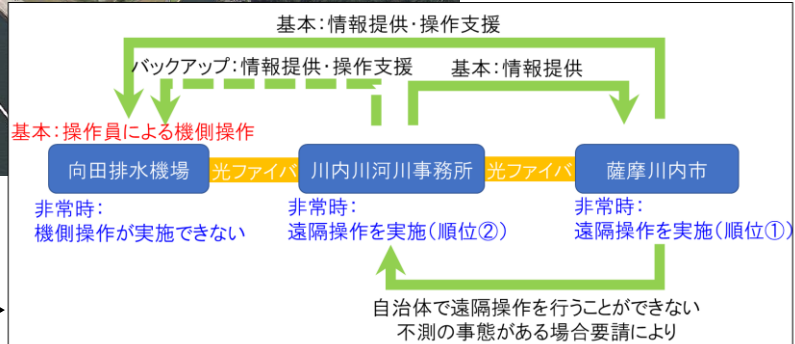 基本：情報提供・操作支援
バックアップ：情報提供・操作支援
基本：情報提供
基本：操作員による機側操作
向田排水機場
光ファイバ
川内川河川事務所
光ファイバ
薩摩川内市
非常時：
機側操作が実施できない
非常時：
遠隔操作を実施（順位②）
非常時：
遠隔操作を実施（順位①）
自治体で遠隔操作を行うことができない
不測の事態がある場合要請により